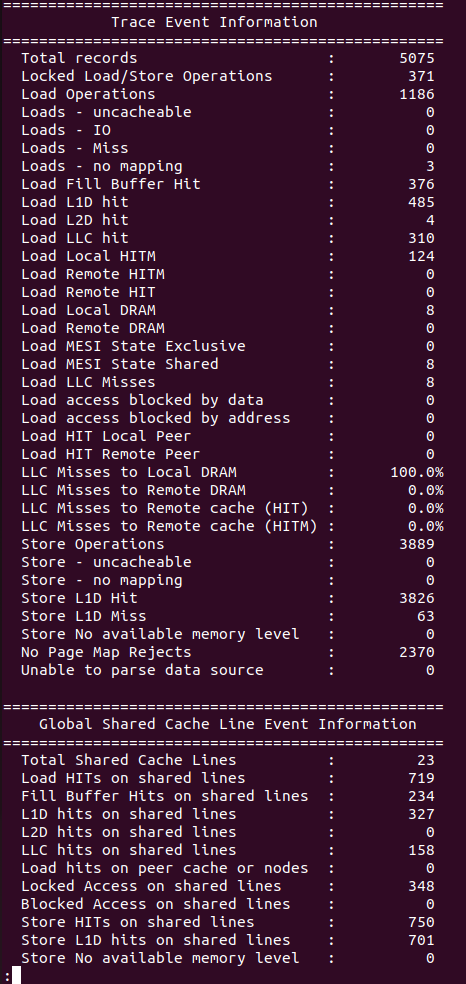 =================================================
Trace Event Information
=================================================
Total records : 5075
Locked Load/Store Operations : 371
Load Operations : 1186
Loads - uncacheable : 0
Loads - IO : 0
Loads - Miss : 0
Loads - no mapping : 3
Load Fill Buffer Hit : 376
Load L1D hit : 485
Load L2D hit : 4
Load LLC hit : 310
Load Local HITM : 124
Load Remote HITM : 0
Load Remote HIT : 0
Load Local DRAM : 8
Load Remote DRAM : 0
Load MESI State Exclusive : 0
Load MESI State Shared : 8
Load LLC Misses : 8
Load access blocked by data : 0
Load access blocked by address : 0
Load HIT Local Peer : 0
Load HIT Remote Peer : 0
LLC Misses to Local DRAM : 100.0%
LLC Misses to Remote DRAM : 0.0%
LLC Misses to Remote cache (HIT) : 0.0%
LLC Misses to Remote cache (HITM) : 0.0%
Store Operations : 3889
Store - uncacheable : 0
Store - no mapping : 0
Store L1D Hit : 3826
Store L1D Miss : 63
Store No available memory level : 0
No Page Map Rejects : 2370
Unable to parse data source : 0
=================================================
Global Shared Cache Line Event Information
=================================================
Total Shared Cache Lines : 23
Load HITs on shared lines : 719
Fill Buffer Hits on shared lines : 234
L1D hits on shared lines : 327
L2D hits on shared lines : 0
LLC hits on shared lines : 158
Load hits on peer cache or nodes : 0
Locked Access on shared lines : 348
Blocked Access on shared lines : 0
Store HITs on shared lines : 750
Store L1D hits on shared lines : 701
Store No available memory level : 0
: